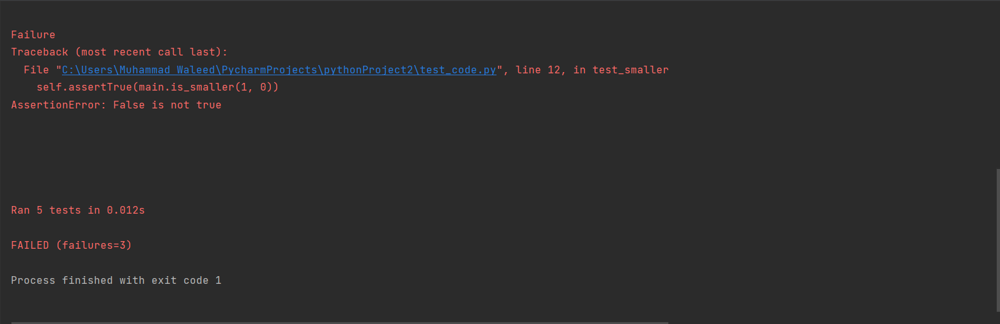 Failure
Traceback (most recent call last):
  File "C:\Users\Muhammad Waleed\PycharmProjects\pythonProject2\test_code.py", line 12, in test_smaller
    self.assertTrue(main.is_smaller(1, 0))
AssertionError: False is not true
Ran 5 tests in 0.012s
FAILED (failures=3)
Process finished with exit code 1